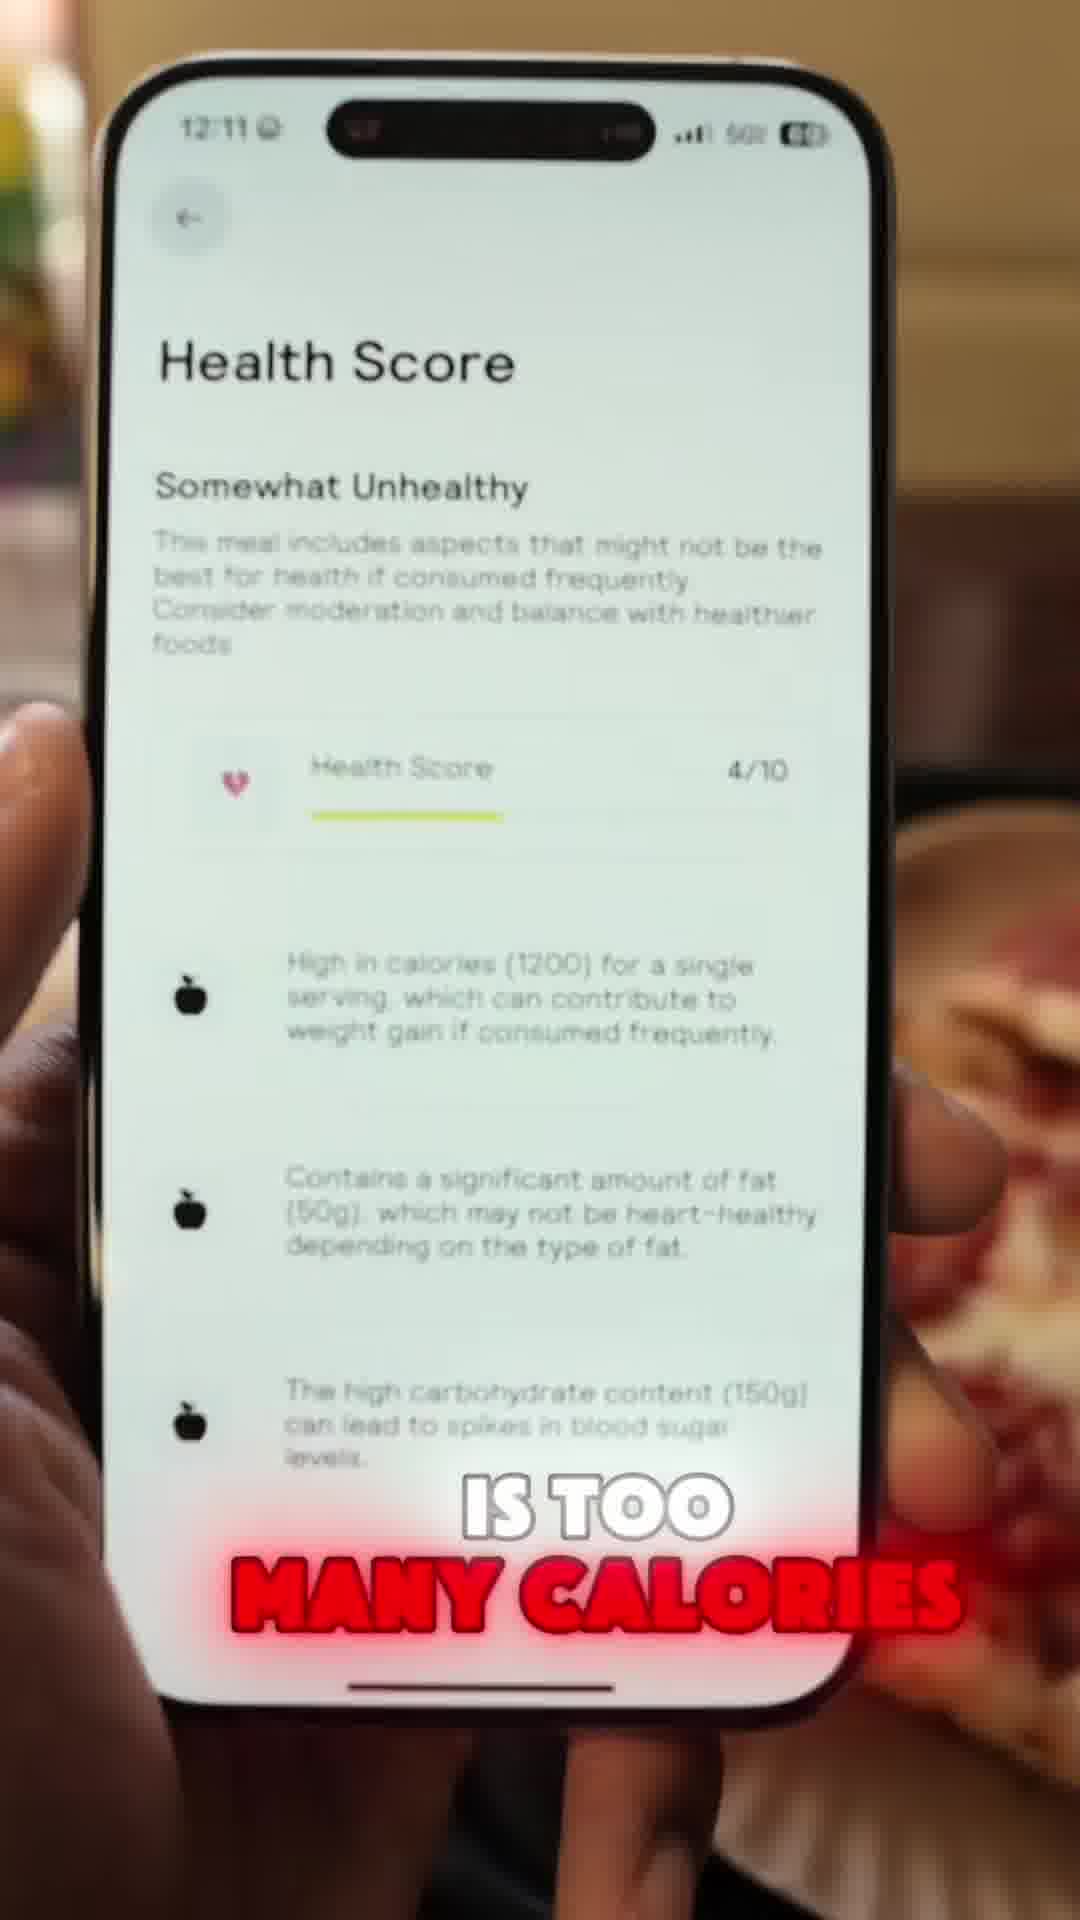 12:11
Health Score
Somewhat Unhealthy
This meal includes aspects that might not be the
best for health if consumed frequently.
Consider moderation and balance with healthier
foods
Health Score
4/10
High in calories (1200) for a single
serving, which can contribute to
weight gain if consumed frequently.
Contains a significant amount of fat
(50g), which may not be heart-healthy
depending on the type of fat.
The high carbohydrate content (150g)
can lead to spikes in blood sugar
levels.
IS TOO
MANY CALORIES